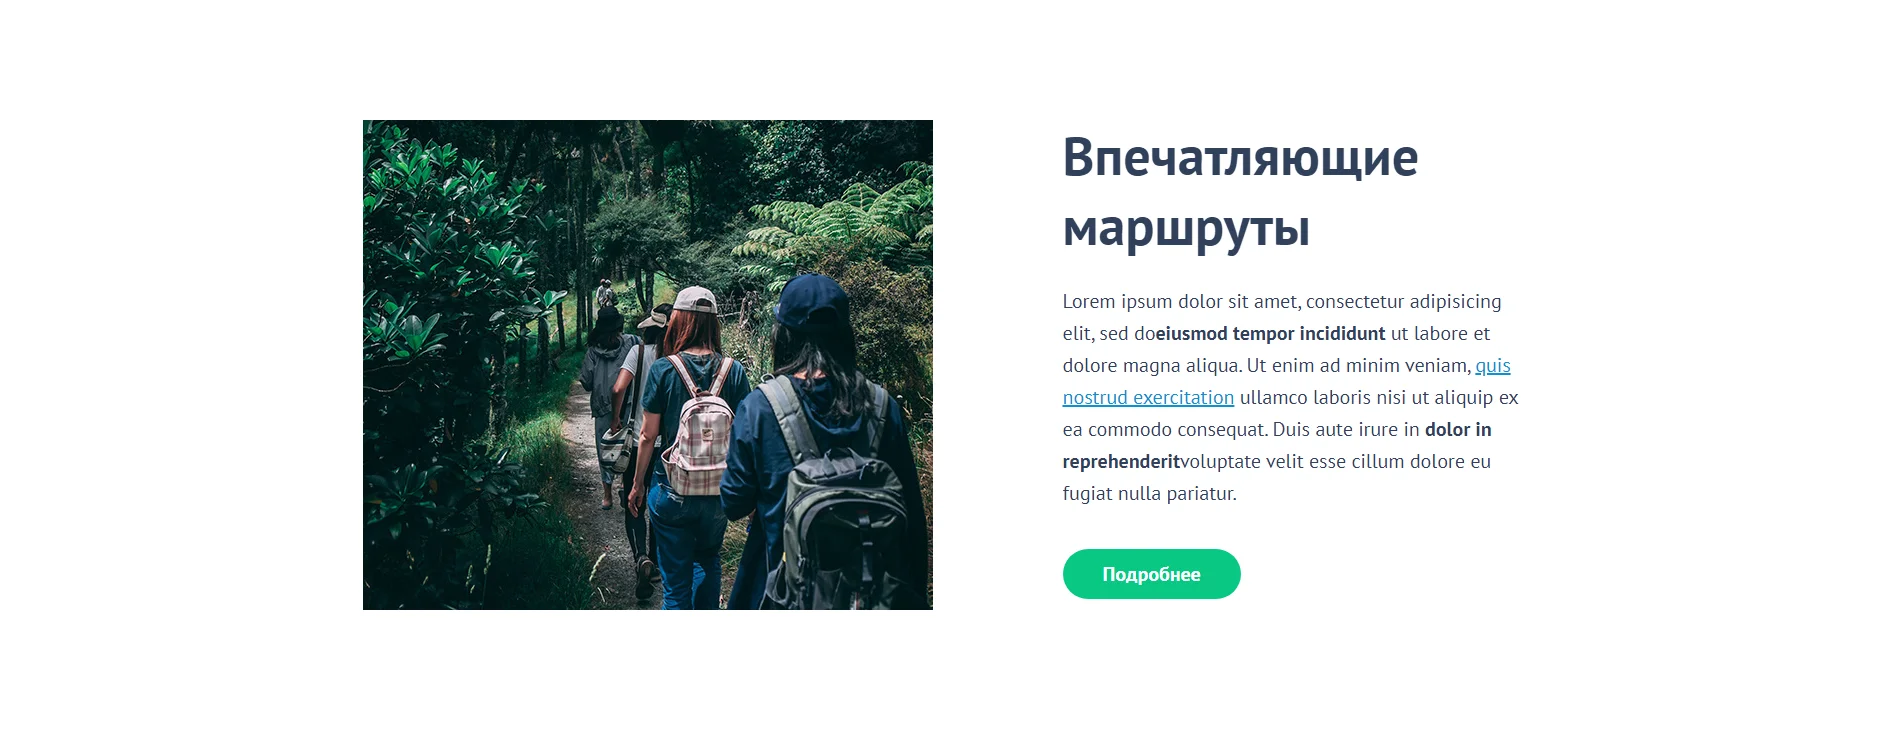 Впечатляющие
маршруты
Lorem ipsum dolor sit amet, consectetur adipisicing
elit, sed doeiusmod tempor incididunt ut labore et
dolore magna aliqua. Ut enim ad minim veniam, quis
nostrud exercitation ullamco laboris nisi ut aliquip ex
ea commodo consequat. Duis aute irure in dolor in
reprehenderitvoluptate velit esse cillum dolore eu
fugiat nulla pariatur.
Подробнее